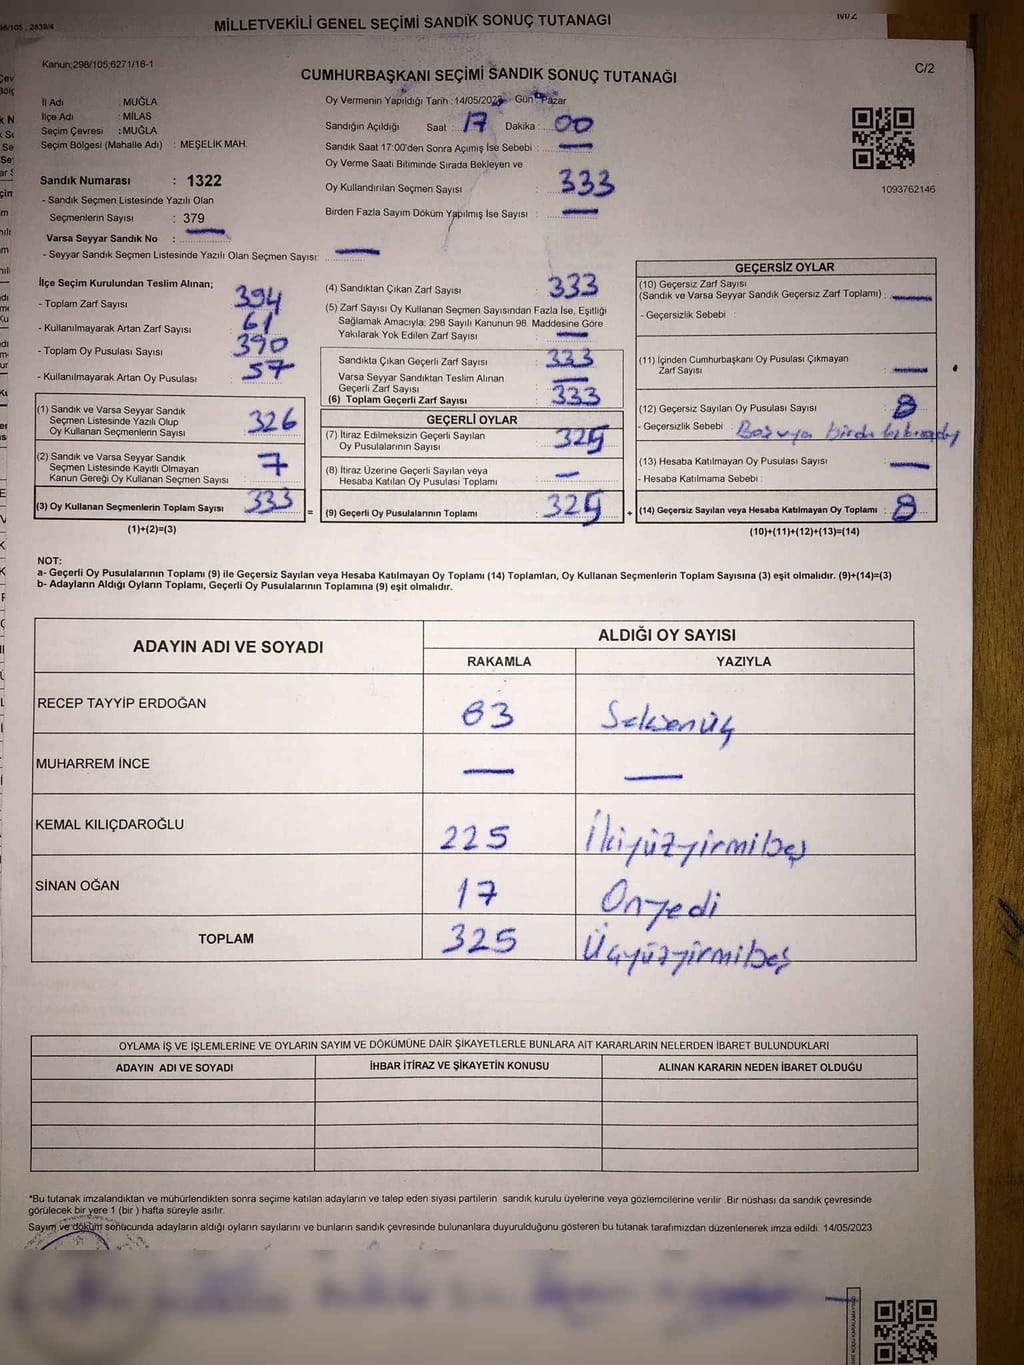 96/105 , 2839/4
MİLLETVEKİLİ GENEL SEÇİMİ SANDIK SONUÇ TUTANAĞI
M/2
Kanun;298/105;6271/18-1
CUMHURBAŞKANI SEÇİMİ SANDIK SONUÇ TUTANAĞI
C/2
İl Adı : MUĞLA
İlçe Adı : MİLAS
Seçim Çevresi : MUĞLA
Seçim Bölgesi (Mahalle Adı) : MEŞELİK MAH.
Oy Vermenin Yapıldığı Tarih : 14/05/2023 Gün : Pazar
Sandığın Açıldığı Saat : 17 Dakika : 00
Sandık Saat 17:00'den Sonra Açımış İse Sebebi : —
Oy Verme Saati Bitiminde Sırada Bekleyen ve
Oy Kullandırılan Seçmen Sayısı : 333
Birden Fazla Sayım Döküm Yapılmış İse Sayısı : —
1093762146
Sandık Numarası : 1322
- Sandık Seçmen Listesinde Yazılı Olan
Seçmenlerin Sayısı : 379
Varsa Seyyar Sandık No : —
- Seyyar Sandık Seçmen Listesinde Yazılı Olan Seçmen Sayısı: —
İlçe Seçim Kurulundan Teslim Alınan;
- Toplam Zarf Sayısı 394
- Kullanılmayarak Artan Zarf Sayısı 61
- Toplam Oy Pusulası Sayısı 390
- Kullanılmayarak Artan Oy Pusulası 57
(1) Sandık ve Varsa Seyyar Sandık
Seçmen Listesinde Yazılı Olup
Oy Kullanan Seçmenlerin Sayısı 326
(2) Sandık ve Varsa Seyyar Sandık
Seçmen Listesinde Kayıtlı Olmayan
Kanun Gereği Oy Kullanan Seçmen Sayısı 7
(3) Oy Kullanan Seçmenlerin Toplam Sayısı 333
(1)+(2)=(3)
(4) Sandıktan Çıkan Zarf Sayısı : 333
(5) Zarf Sayısı Oy Kullanan Seçmen Sayısından Fazla İse, Eşitliği
Sağlamak Amacıyla; 298 Sayılı Kanunun 98. Maddesine Göre
Yakılarak Yok Edilen Zarf Sayısı : —
Sandıkta Çıkan Geçerli Zarf Sayısı : 333
Varsa Seyyar Sandıktan Teslim Alınan
Geçerli Zarf Sayısı : —
(6) Toplam Geçerli Zarf Sayısı : 333
GEÇERLİ OYLAR
(7) İtiraz Edilmeksizin Geçerli Sayılan
Oy Pusulalarının Sayısı : 325
(8) İtiraz Üzerine Geçerli Sayılan veya
Hesaba Katılan Oy Pusulası Toplamı : —
= (9) Geçerli Oy Pusulalarının Toplamı : 325
GEÇERSİZ OYLAR
(10) Geçersiz Zarf Sayısı
(Sandık ve Varsa Seyyar Sandık Geçersiz Zarf Toplamı) : —
- Geçersizlik Sebebi :
(11) İçinden Cumhurbaşkanı Oy Pusulası Çıkmayan
Zarf Sayısı : —
(12) Geçersiz Sayılan Oy Pusulası Sayısı : 8
- Geçersizlik Sebebi :
(13) Hesaba Katılmayan Oy Pusulası Sayısı : —
- Hesaba Katılmama Sebebi :
+ (14) Geçersiz Sayılan veya Hesaba Katılmayan Oy Toplamı : 8
(10)+(11)+(12)+(13)=(14)
NOT:
a- Geçerli Oy Pusulalarının Toplamı (9) ile Geçersiz Sayılan veya Hesaba Katılmayan Oy Toplamı (14) Toplamları, Oy Kullanan Seçmenlerin Toplam Sayısına (3) eşit olmalıdır. (9)+(14)=(3)
b- Adayların Aldığı Oyların Toplamı, Geçerli Oy Pusulalarının Toplamına (9) eşit olmalıdır.
ADAYIN ADI VE SOYADI
ALDIĞI OY SAYISI
RAKAMLA YAZIYLA
RECEP TAYYİP ERDOĞAN 83 Seksenüç
MUHARREM İNCE — —
KEMAL KILIÇDAROĞLU 225 İkiyüzyirmibeş
SİNAN OĞAN 17 Onyedi
TOPLAM 325 Üçyüzyirmibeş
OYLAMA İŞ VE İŞLEMLERİNE VE OYLARIN SAYIM VE DÖKÜMÜNE DAİR ŞİKAYETLERLE BUNLARA AİT KARARLARIN NELERDEN İBARET BULUNDUKLARI
ADAYIN ADI VE SOYADI İHBAR İTİRAZ VE ŞİKAYETİN KONUSU ALINAN KARARIN NEDEN İBARET OLDUĞU
*Bu tutanak imzalandıktan ve mühürlendikten sonra seçime katılan adayların ve talep eden siyasi partilerin sandık kurulu üyelerine veya gözlemcilerine verilir .Bir nüshası da sandık çevresinde
görülecek bir yere 1 (bir ) hafta süreyle asılır.
Sayım ve döküm sonucunda adayların aldığı oyların sayılarını ve bunların sandık çevresinde bulunanlara duyurulduğunu gösteren bu tutanak tarafımızdan düzenlenerek imza edildi. 14/05/2023